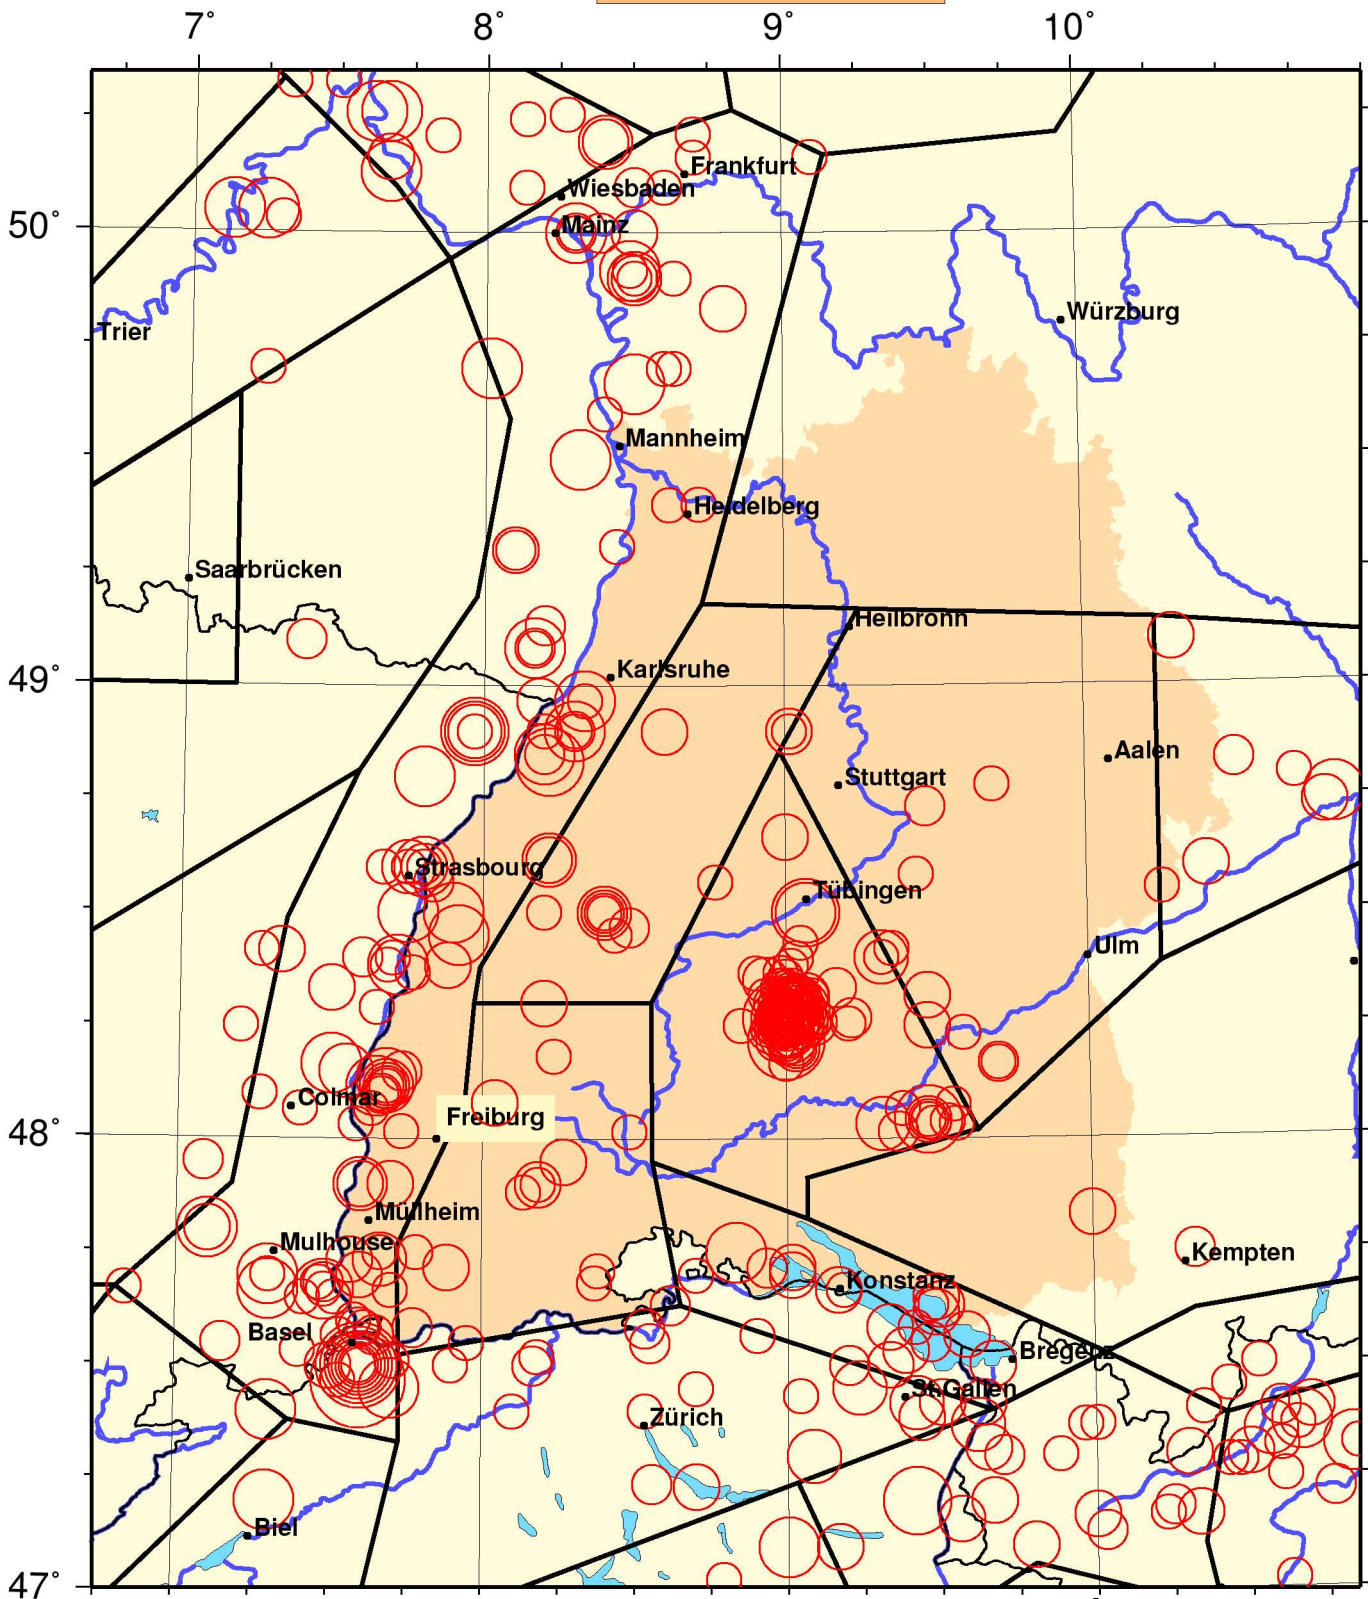 7°
8°
9°
10°
Frankfurt
Wiesbaden
50°
Mainz
Würzburg
Trier
Mannheim
Heidelberg
Saarbrücken
Heilbronn
49°
Karlsruhe
Aalen
Stuttgart
Strasbourg
Tübingen
Ulm
Colmar
48°
Freiburg
Müllheim
Mulhouse
Kempten
Konstanz
Basel
Bregenz
St.Gallen
Zürich
Biel
47°